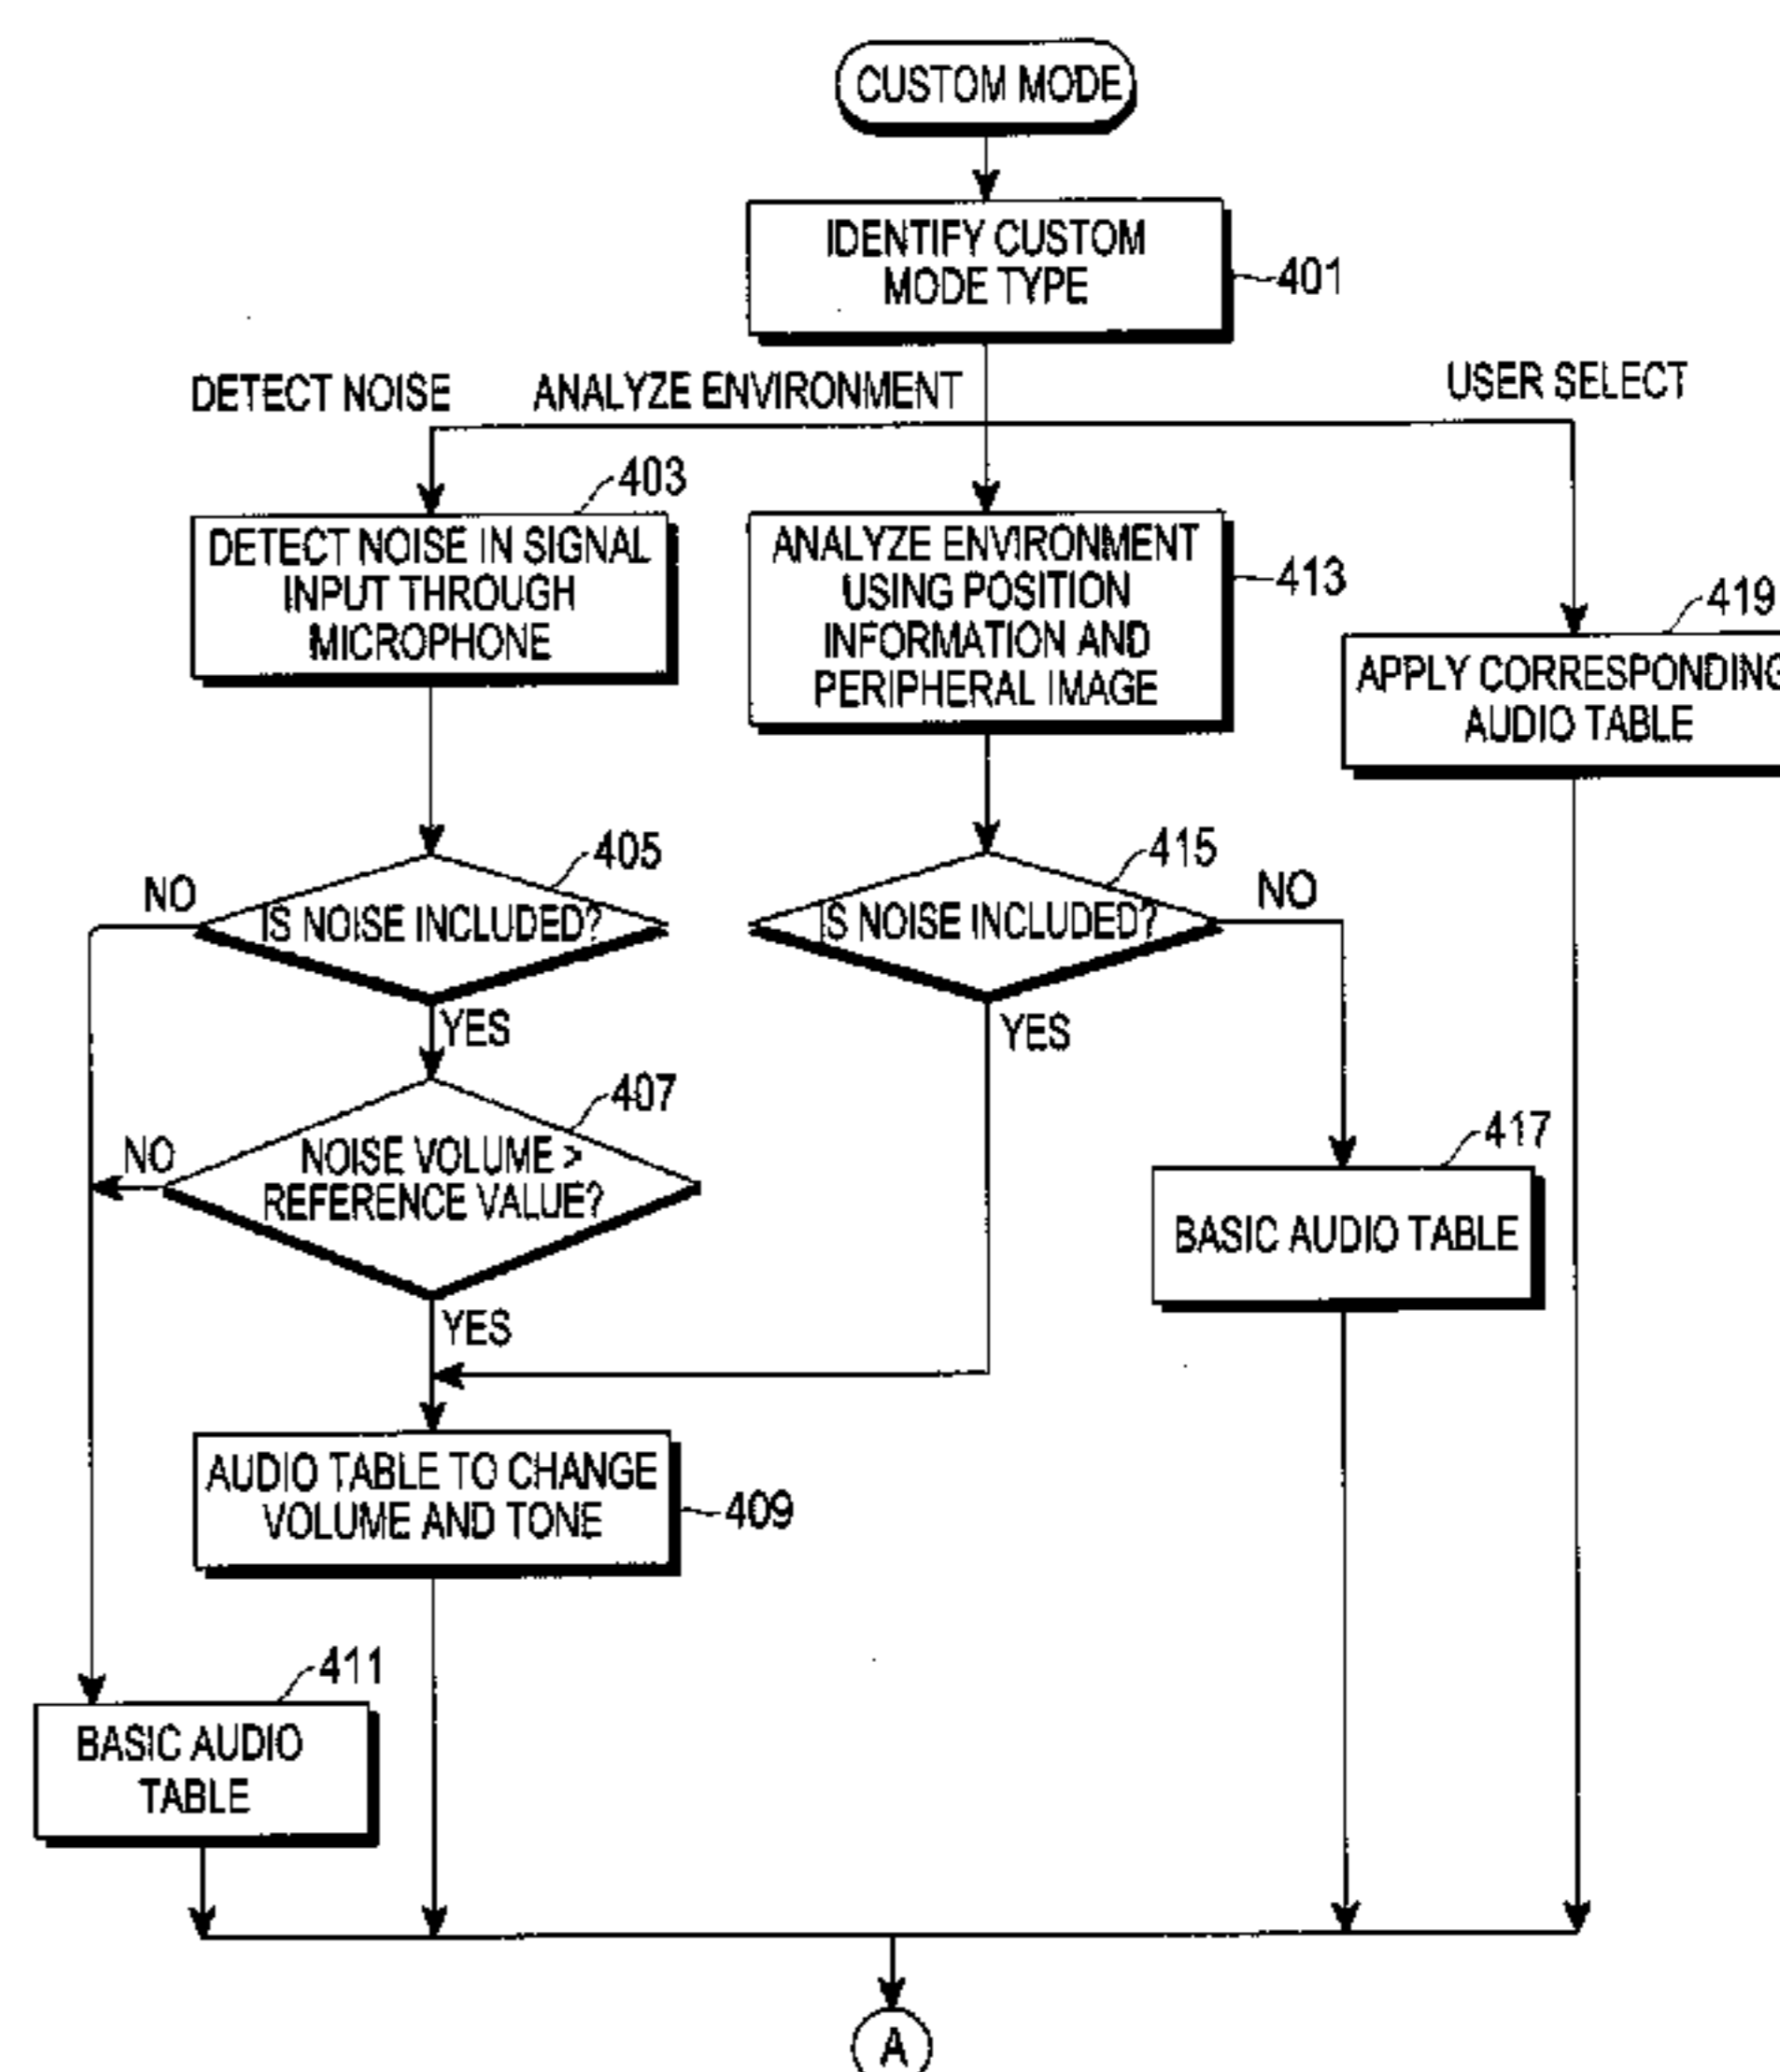 CUSTOM MODE
IDENTIFY CUSTOM
MODE TYPE
401
DETECT NOISE
ANALYZE ENVIRONMENT
USER SELECT
403
DETECT NOISE IN SIGNAL
INPUT THROUGH
MICROPHONE
ANALYZE ENVIRONMENT
USING POSITION
INFORMATION AND
PERIPHERAL IMAGE
413
419
APPLY CORRESPONDING
AUDIO TABLE
405
NO
IS NOISE INCLUDED?
YES
415
IS NOISE INCLUDED?
NO
YES
407
NO
NOISE VOLUME >
REFERENCE VALUE?
YES
417
BASIC AUDIO TABLE
AUDIO TABLE TO CHANGE
VOLUME AND TONE
409
411
BASIC AUDIO
TABLE
A